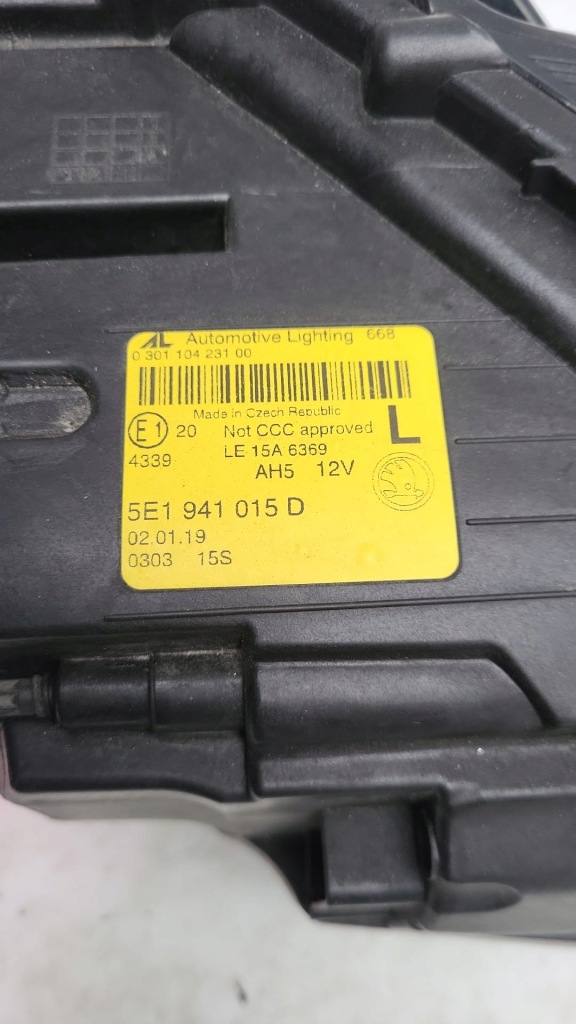 AL Automotive Lighting 668
0 301 104 231 00
Made in Czech Republic
E1 20 Not CCC approved L
4339 LE 15A 6369
AH5 12V
5E1 941 015 D
02.01.19
0303 15S